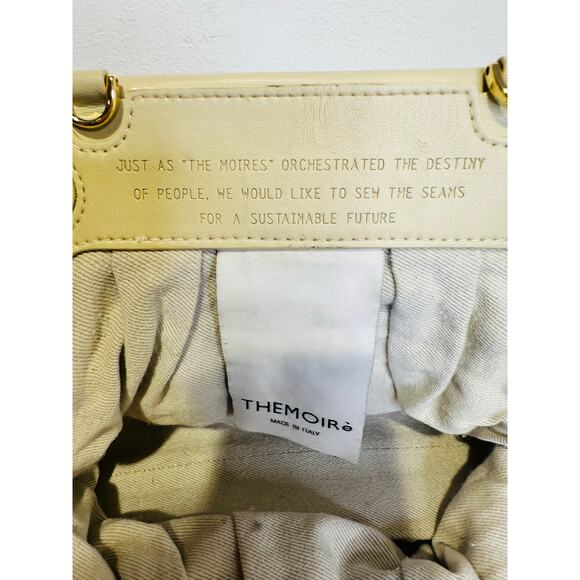 JUST AS "THE MOIRES" ORCHESTRATED THE DESTINY
OF PEOPLE, WE WOULD LIKE TO SEW THE SEAMS
FOR A SUSTAINABLE FUTURE
THEMOIRè
MADE IN ITALY